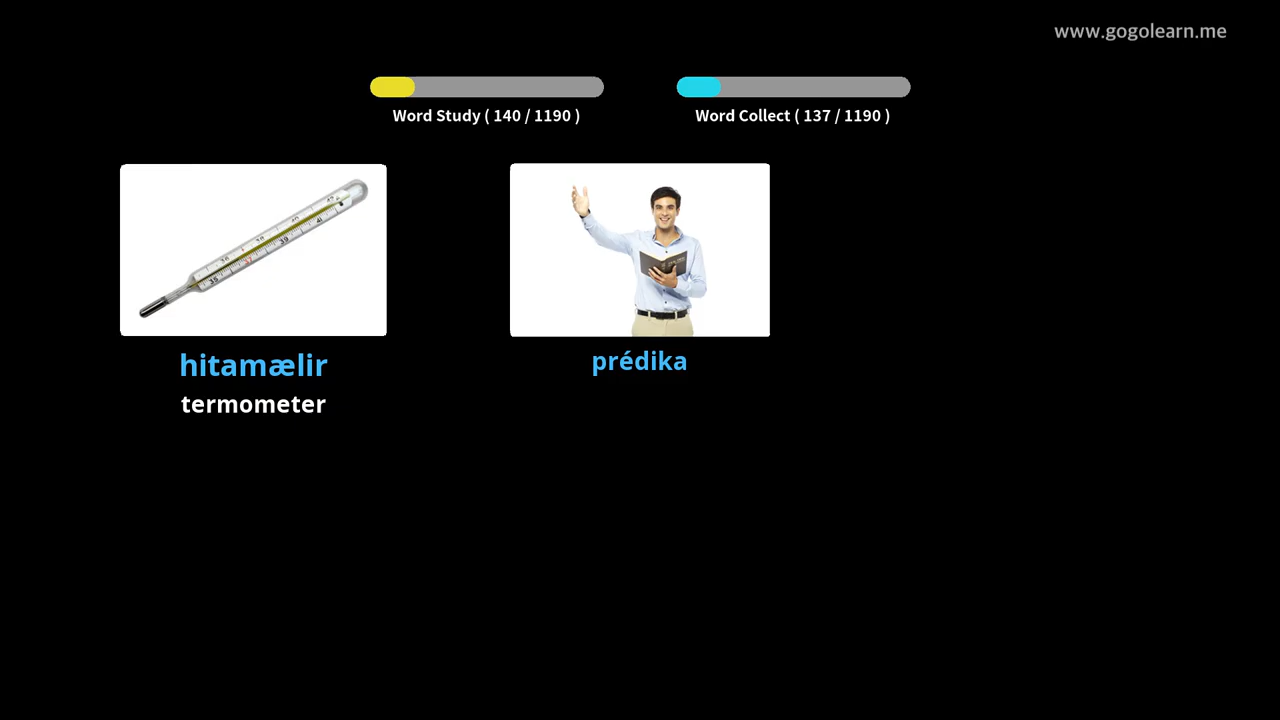 www.gogolearn.me
Word Study ( 140 / 1190 )
Word Collect ( 137 / 1190 )
hitamælir
termometer
prédika